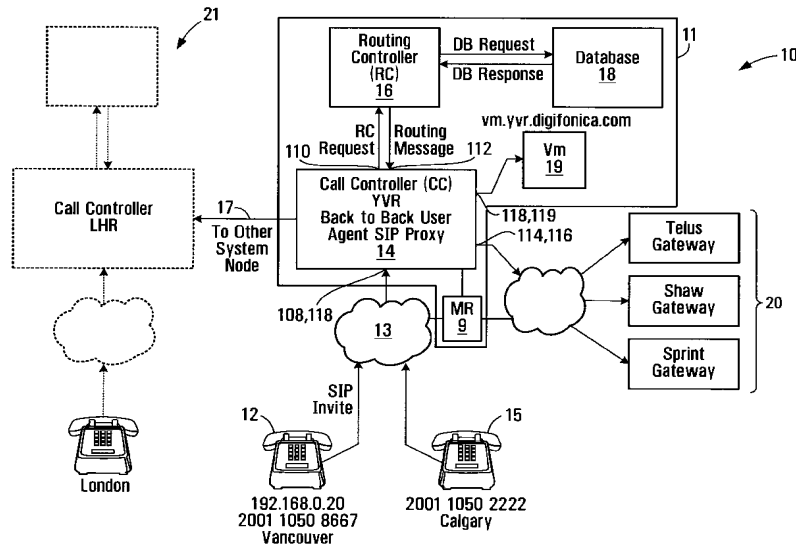 21
Routing
Controller
(RC)
16
DB Request
DB Response
Database
18
11
10
vm.yvr.digifonica.com
RC
Request
Routing
Message
110
112
Vm
19
Call Controller
LHR
17
To Other
System
Node
Call Controller (CC)
YVR
Back to Back User
Agent SIP Proxy
14
118,119
114,116
Telus
Gateway
Shaw
Gateway
Sprint
Gateway
20
108,118
13
MR
9
SIP
Invite
12
15
London
192.168.0.20
2001 1050 8667
Vancouver
2001 1050 2222
Calgary